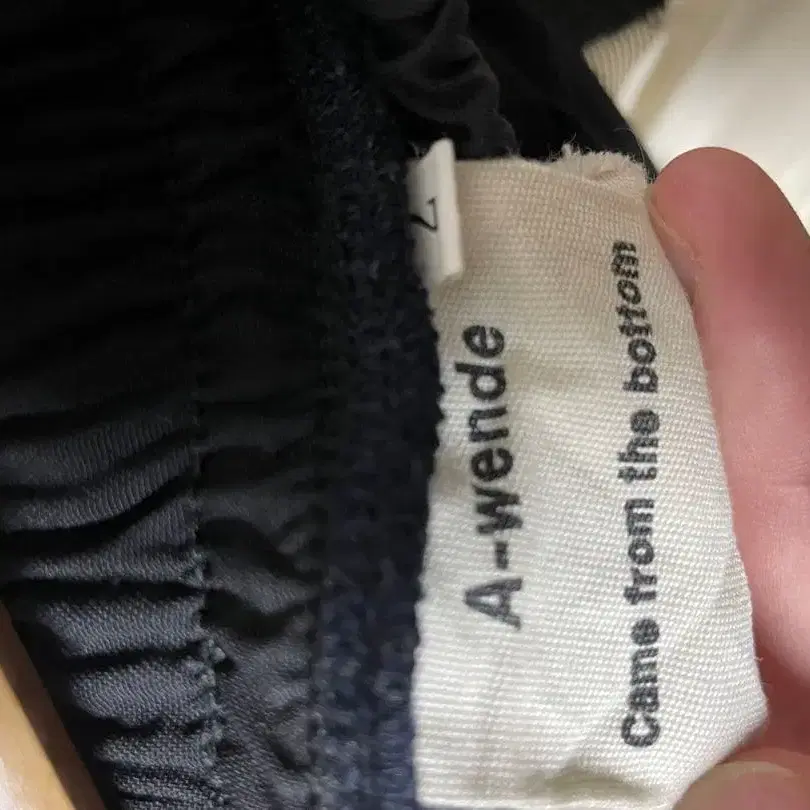 A-wende
Came from the bottom